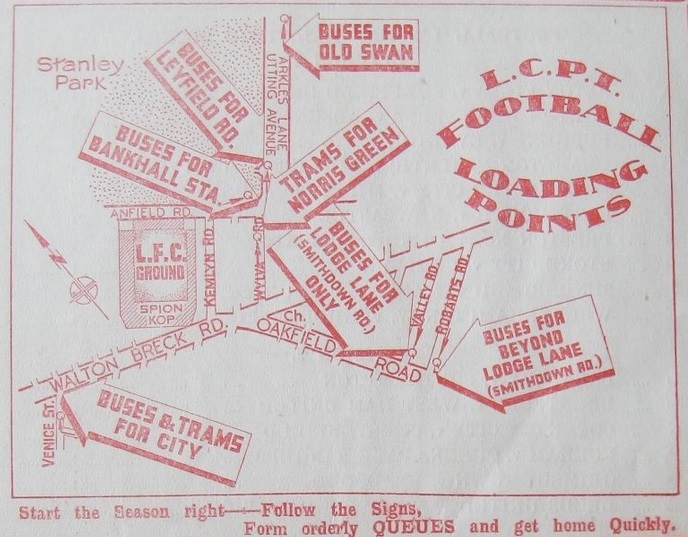 L.C.P.T.
FOOTBALL
LOADING
POINTS
Stanley
Park
BUSES FOR
LEYFIELD RD.
BUSES FOR
OLD SWAN
ARKLES LANE
UTTING AVENUE
BUSES FOR
BANKHALL STA.
TRAMS FOR
NORRIS GREEN
ANFIELD RD.
L.F.C.
GROUND
SPION
KOP
KEMLYN RD.
WYLVA RD.
BUSES FOR
LODGE LANE
(SMITHDOWN RD.)
ONLY
VALLEY RD.
ROBARTS RD.
Ch.
OAKFIELD
ROAD
BUSES FOR
BEYOND
LODGE LANE
(SMITHDOWN RD.)
WALTON BRECK RD.
VENICE ST.
BUSES & TRAMS
FOR CITY
Start the Season right——Follow the Signs,
Form orderly QUEUES and get home Quickly.